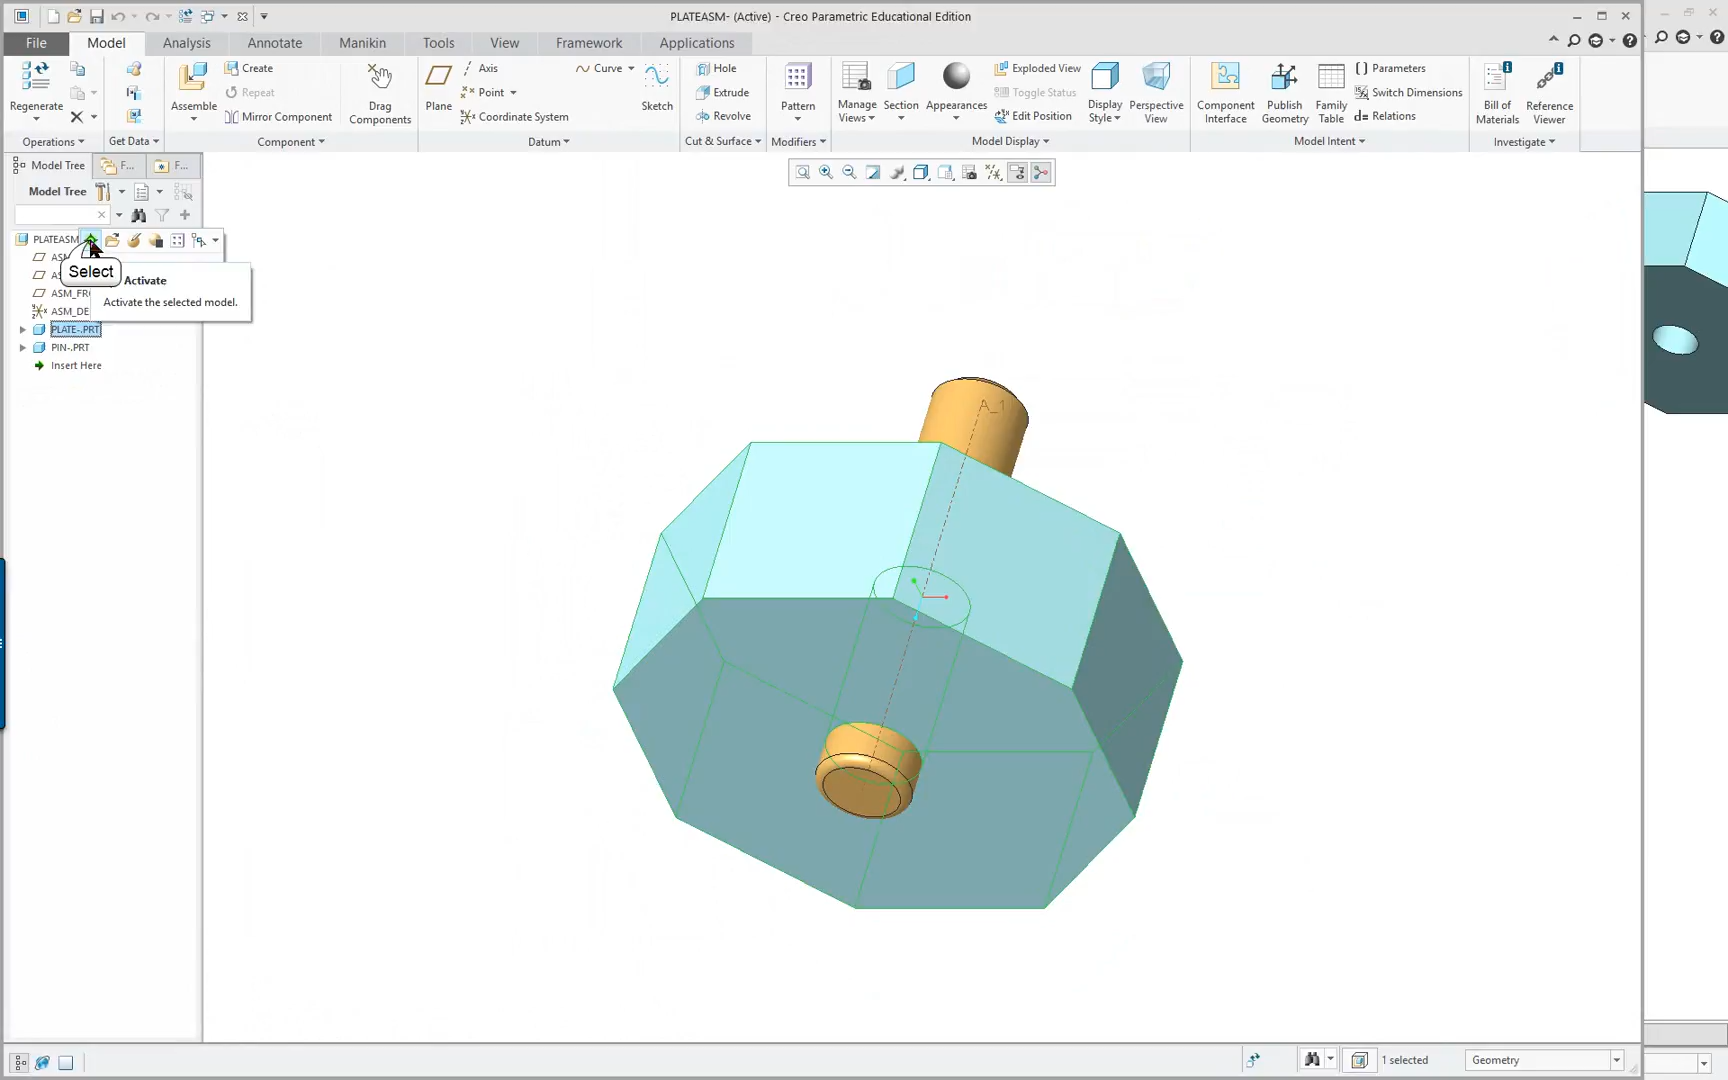 PLATEASM- (Active) - Creo Parametric Educational Edition
File Model Analysis Annotate Manikin Tools View Framework Applications
Regenerate
Assemble
Create
Repeat
Mirror Component
Drag Components
Plane
Axis
Point
Coordinate System
Curve
Sketch
Hole
Extrude
Revolve
Pattern
Manage Views
Section
Appearances
Exploded View
Toggle Status
Edit Position
Display Style
Perspective View
Component Interface
Publish Geometry
Family Table
Parameters
Switch Dimensions
Relations
Bill of Materials
Reference Viewer
Operations Get Data Component Datum Cut & Surface Modifiers Model Display Model Intent Investigate
Model Tree F... F...
Model Tree
PLATEASM
ASM
AS
ASM_FR
ASM_DE
Select
Activate
Activate the selected model.
PLATE-.PRT
PIN-.PRT
Insert Here
A_1
1 selected
Geometry